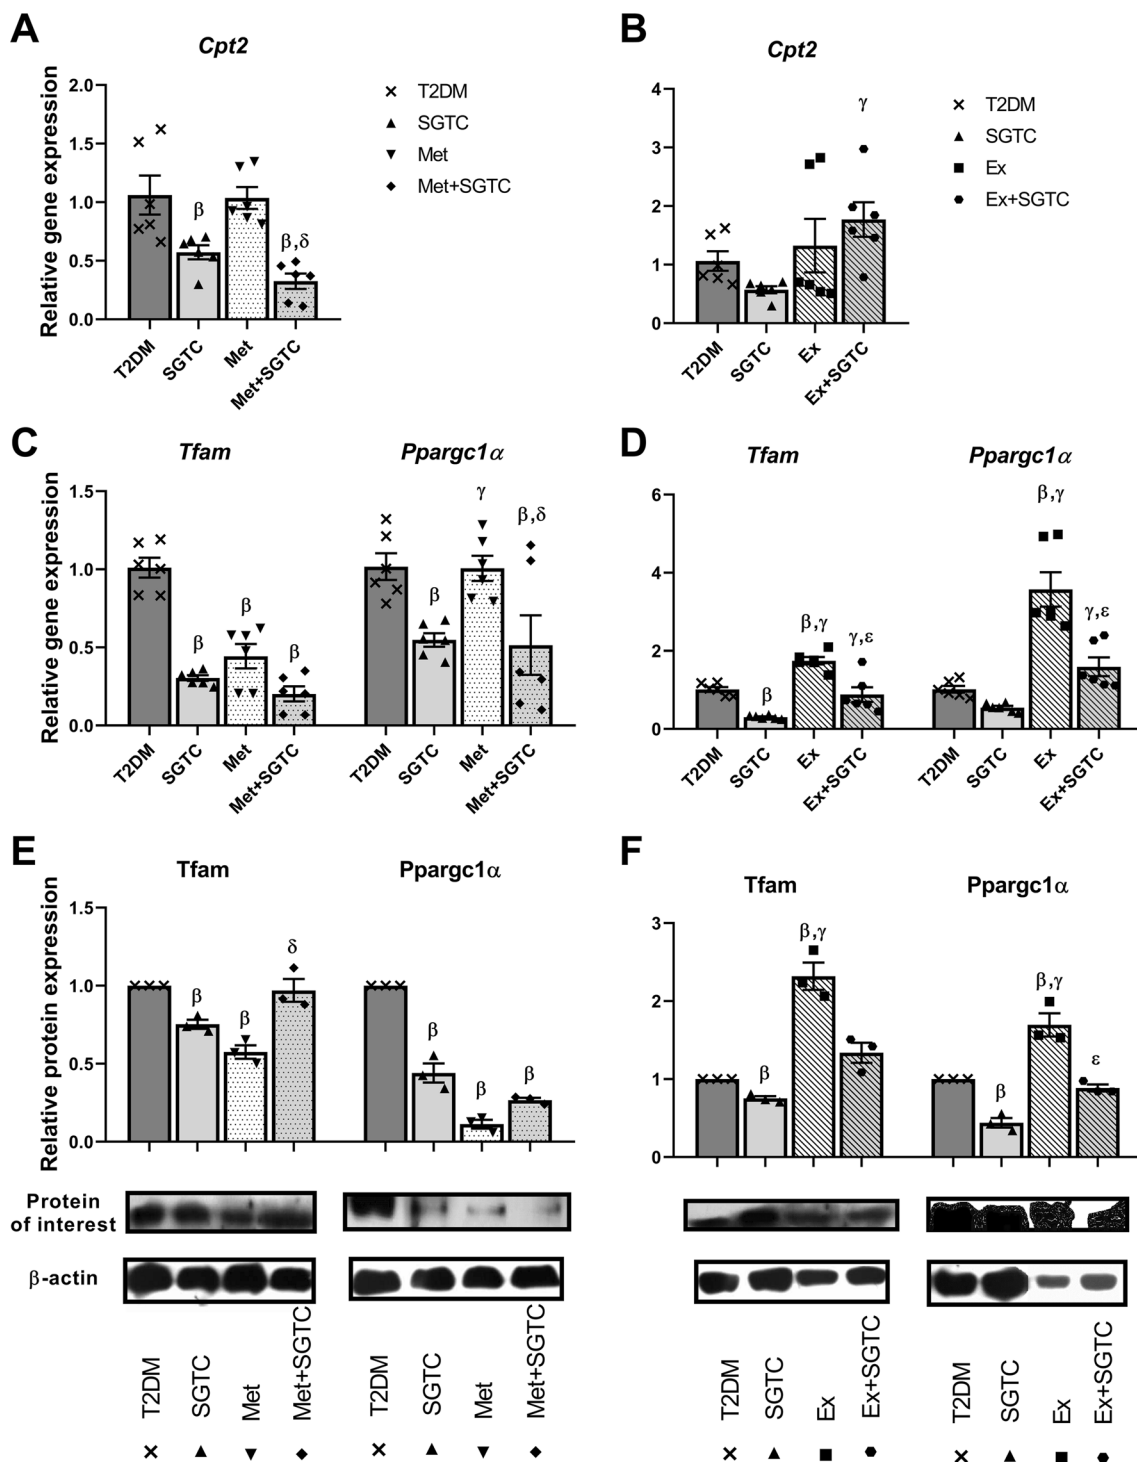 A
Cpt2
Relative gene expression
2.0
1.5
1.0
0.5
0.0
β
β,δ
T2DM
SGTC
Met
Met+SGTC
T2DM
SGTC
Met
Met+SGTC
B
Cpt2
4
3
2
1
0
γ
T2DM
SGTC
Ex
Ex+SGTC
T2DM
SGTC
Ex
Ex+SGTC
C
Tfam
Ppargc1α
Relative gene expression
1.5
1.0
0.5
0.0
β
β
β
β
γ
β,δ
T2DM
SGTC
Met
Met+SGTC
T2DM
SGTC
Met
Met+SGTC
D
Tfam
Ppargc1α
6
4
2
0
β
β,γ
γ,ε
β,γ
γ,ε
T2DM
SGTC
Ex
Ex+SGTC
T2DM
SGTC
Ex
Ex+SGTC
E
Tfam
Ppargc1α
Relative protein expression
1.5
1.0
0.5
0.0
β
β
δ
β
β
β
Protein
of interest
β-actin
T2DM
SGTC
Met
Met+SGTC
T2DM
SGTC
Met
Met+SGTC
F
Tfam
Ppargc1α
3
2
1
0
β
β,γ
β
β,γ
ε
T2DM
SGTC
Ex
Ex+SGTC
T2DM
SGTC
Ex
Ex+SGTC